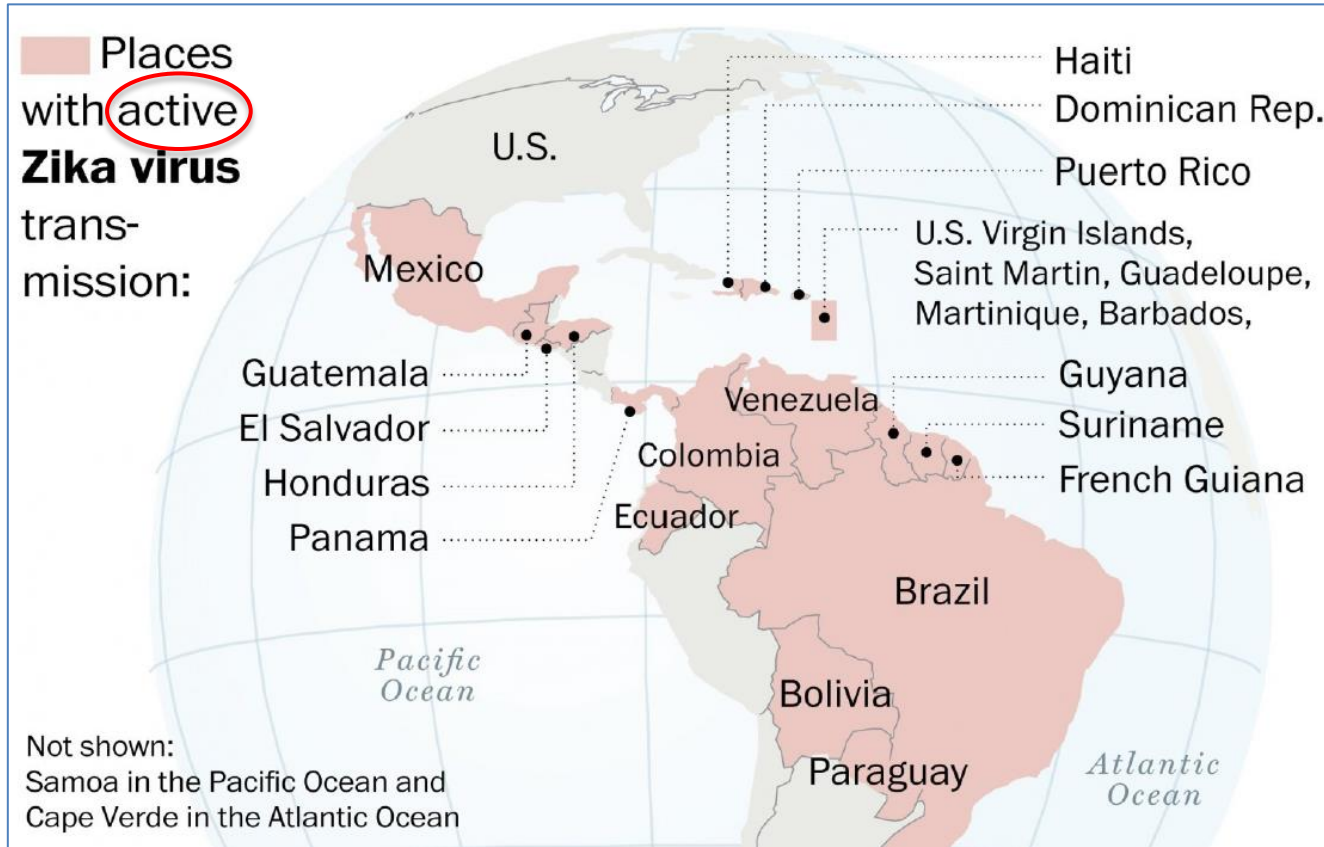 Places
with active
Zika virus
trans-
mission:
U.S.
Mexico
Haiti
Dominican Rep.
Puerto Rico
U.S. Virgin Islands,
Saint Martin, Guadeloupe,
Martinique, Barbados,
Guatemala
El Salvador
Honduras
Panama
Venezuela
Colombia
Ecuador
Guyana
Suriname
French Guiana
Brazil
Bolivia
Paraguay
Pacific
Ocean
Atlantic
Ocean
Not shown:
Samoa in the Pacific Ocean and
Cape Verde in the Atlantic Ocean